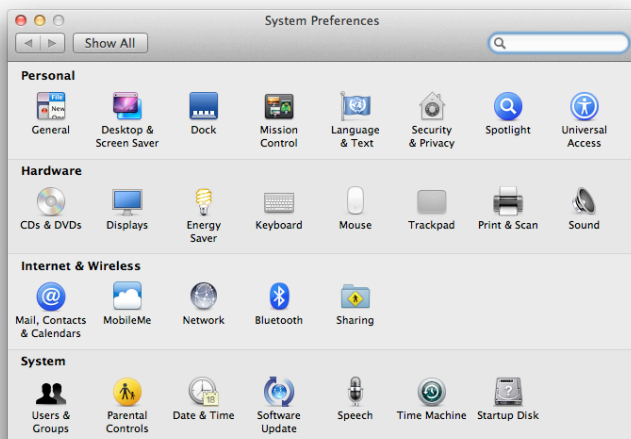 System Preferences
Show All
Personal
General
Desktop &
Screen Saver
Dock
Mission
Control
Language
& Text
Security
& Privacy
Spotlight
Universal
Access
Hardware
CDs & DVDs
Displays
Energy
Saver
Keyboard
Mouse
Trackpad
Print & Scan
Sound
Internet & Wireless
Mail, Contacts
& Calendars
MobileMe
Network
Bluetooth
Sharing
System
Users &
Groups
Parental
Controls
Date & Time
Software
Update
Speech
Time Machine
Startup Disk